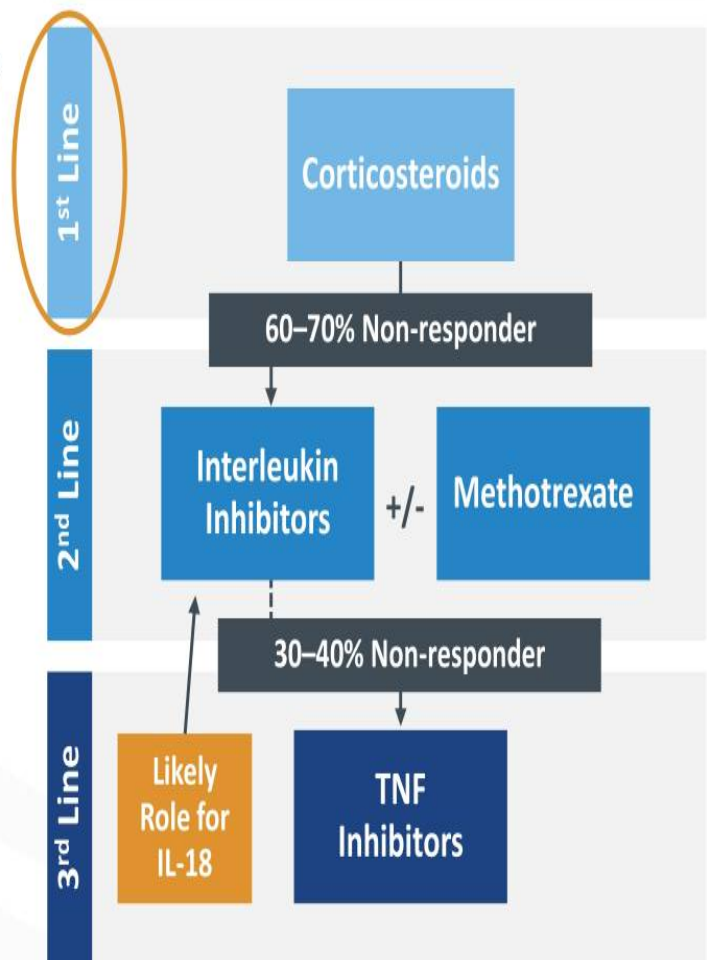 1st Line
Corticosteroids
60–70% Non-responder
2nd Line
Interleukin
Inhibitors
+/-
Methotrexate
30–40% Non-responder
3rd Line
Likely
Role for
IL-18
TNF
Inhibitors